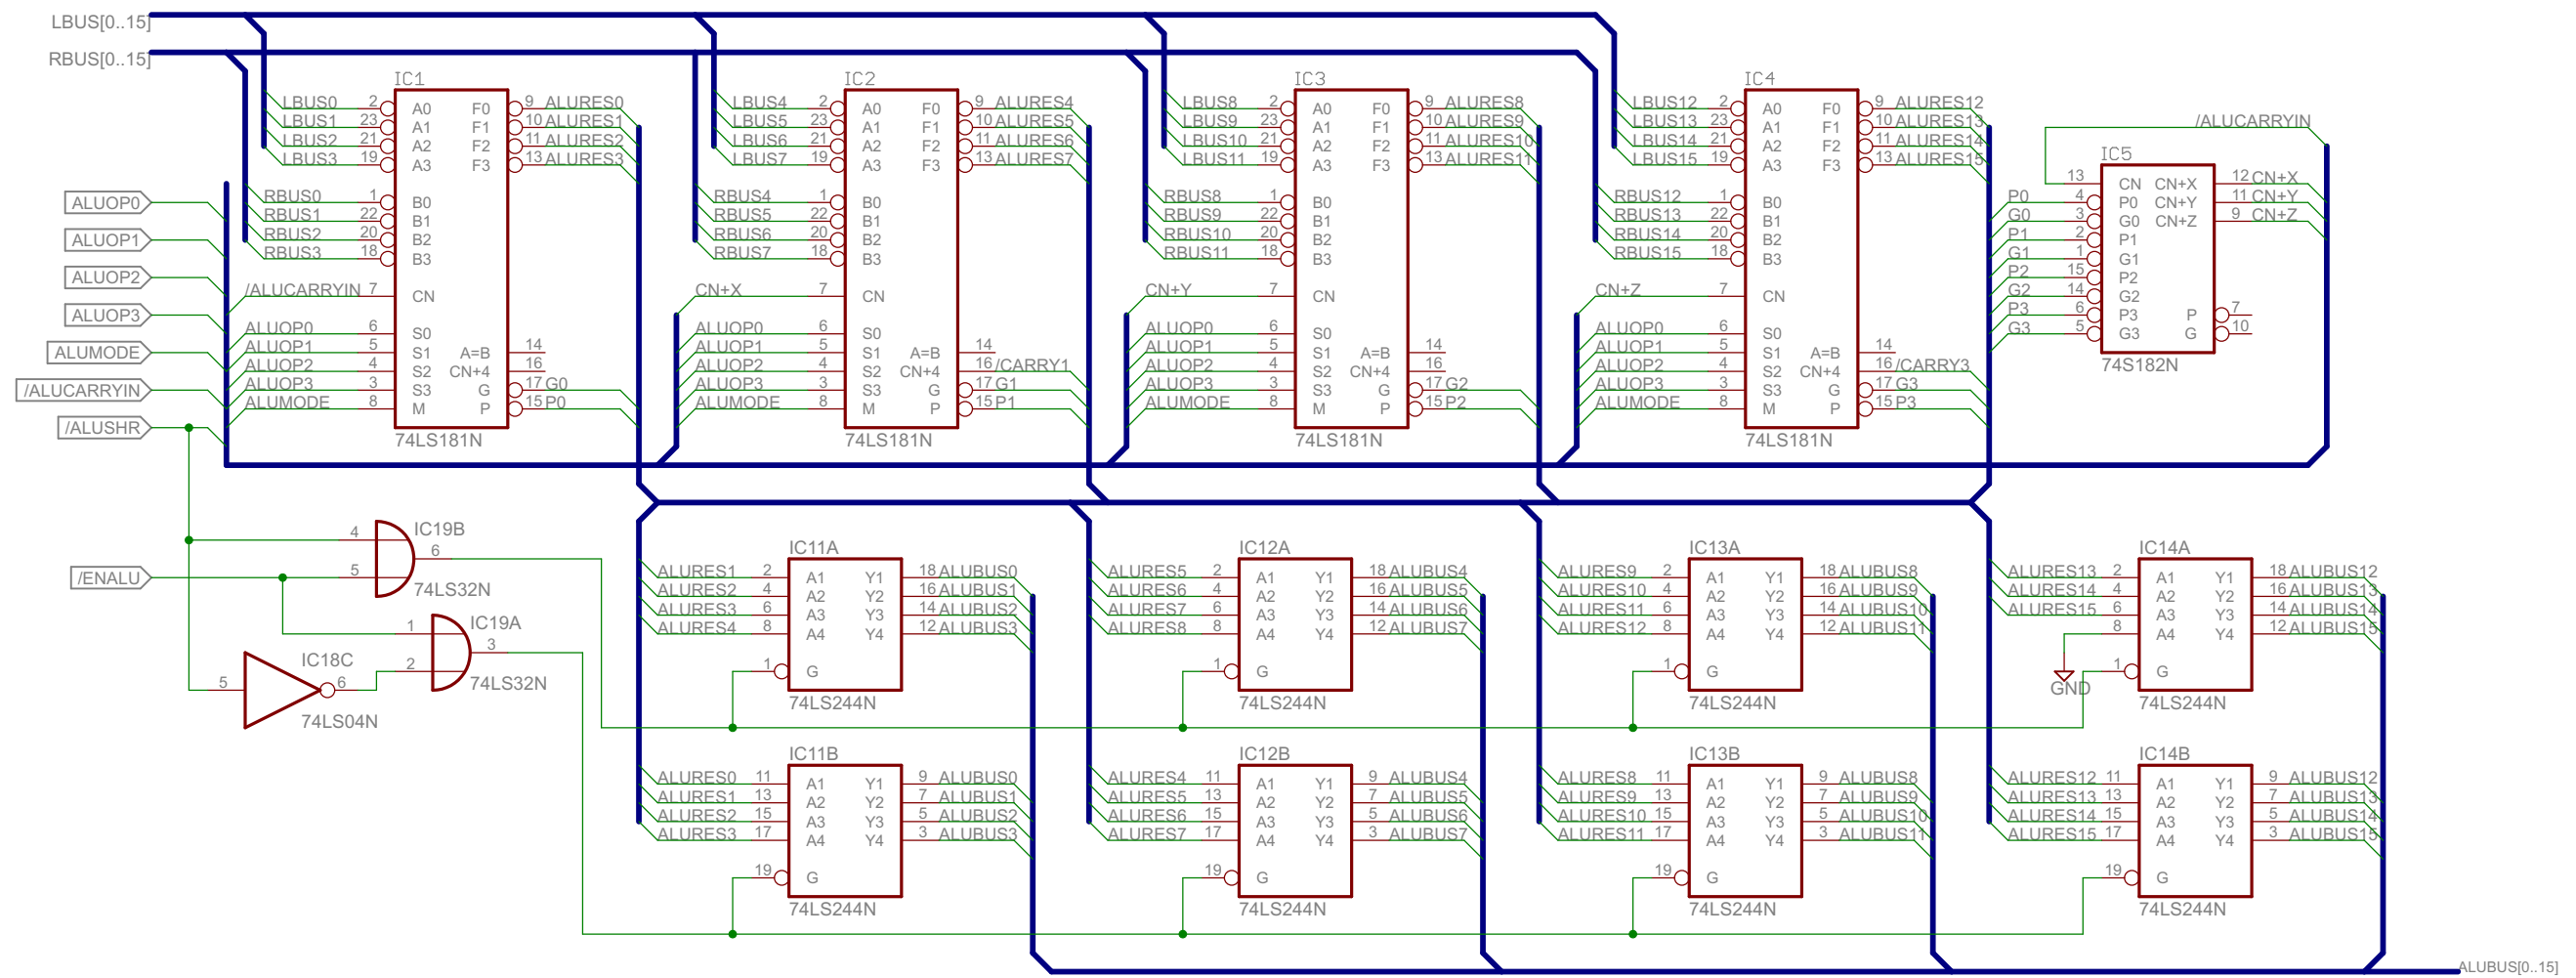 LBUS[0..15]
RBUS[0..15]
ALUOP0
ALUOP1
ALUOP2
ALUOP3
ALUMODE
/ALUCARRYIN
/ALUSHR
/ENALU
IC1
LBUS0 2 A0 F0 9 ALURES0
LBUS1 23 A1 F1 10 ALURES1
LBUS2 21 A2 F2 11 ALURES2
LBUS3 19 A3 F3 13 ALURES3
RBUS0 1 B0
RBUS1 22 B1
RBUS2 20 B2
RBUS3 18 B3
/ALUCARRYIN 7 CN
ALUOP0 6 S0
ALUOP1 5 S1 A=B 14
ALUOP2 4 S2 CN+4 16
ALUOP3 3 S3 G 17 G0
ALUMODE 8 M P 15 P0
74LS181N
IC2
LBUS4 2 A0 F0 9 ALURES4
LBUS5 23 A1 F1 10 ALURES5
LBUS6 21 A2 F2 11 ALURES6
LBUS7 19 A3 F3 13 ALURES7
RBUS4 1 B0
RBUS5 22 B1
RBUS6 20 B2
RBUS7 18 B3
CN+X 7 CN
ALUOP0 6 S0
ALUOP1 5 S1 A=B 14
ALUOP2 4 S2 CN+4 16 /CARRY1
ALUOP3 3 S3 G 17 G1
ALUMODE 8 M P 15 P1
74LS181N
IC3
LBUS8 2 A0 F0 9 ALURES8
LBUS9 23 A1 F1 10 ALURES9
LBUS10 21 A2 F2 11 ALURES10
LBUS11 19 A3 F3 13 ALURES11
RBUS8 1 B0
RBUS9 22 B1
RBUS10 20 B2
RBUS11 18 B3
CN+Y 7 CN
ALUOP0 6 S0
ALUOP1 5 S1 A=B 14
ALUOP2 4 S2 CN+4 16
ALUOP3 3 S3 G 17 G2
ALUMODE 8 M P 15 P2
74LS181N
IC4
LBUS12 2 A0 F0 9 ALURES12
LBUS13 23 A1 F1 10 ALURES13
LBUS14 21 A2 F2 11 ALURES14
LBUS15 19 A3 F3 13 ALURES15
RBUS12 1 B0
RBUS13 22 B1
RBUS14 20 B2
RBUS15 18 B3
CN+Z 7 CN
ALUOP0 6 S0
ALUOP1 5 S1 A=B 14
ALUOP2 4 S2 CN+4 16 /CARRY3
ALUOP3 3 S3 G 17 G3
ALUMODE 8 M P 15 P3
74LS181N
/ALUCARRYIN
IC5
13 CN CN+X 12 CN+X
P0 4 P0 CN+Y 11 CN+Y
G0 3 G0 CN+Z 9 CN+Z
P1 2 P1
G1 1 G1
P2 15 P2
G2 14 G2
P3 6 P3 P 7
G3 5 G3 G 10
74S182N
IC19B
4
5
6
74LS32N
IC19A
1
2
3
74LS32N
IC18C
5
6
74LS04N
IC11A
ALURES1 2 A1 Y1 18 ALUBUS0
ALURES2 4 A2 Y2 16 ALUBUS1
ALURES3 6 A3 Y3 14 ALUBUS2
ALURES4 8 A4 Y4 12 ALUBUS3
1 G
74LS244N
IC12A
ALURES5 2 A1 Y1 18 ALUBUS4
ALURES6 4 A2 Y2 16 ALUBUS5
ALURES7 6 A3 Y3 14 ALUBUS6
ALURES8 8 A4 Y4 12 ALUBUS7
1 G
74LS244N
IC13A
ALURES9 2 A1 Y1 18 ALUBUS8
ALURES10 4 A2 Y2 16 ALUBUS9
ALURES11 6 A3 Y3 14 ALUBUS10
ALURES12 8 A4 Y4 12 ALUBUS11
1 G
74LS244N
IC14A
ALURES13 2 A1 Y1 18 ALUBUS12
ALURES14 4 A2 Y2 16 ALUBUS13
ALURES15 6 A3 Y3 14 ALUBUS14
8 A4 Y4 12 ALUBUS15
1 G
GND
74LS244N
IC11B
ALURES0 11 A1 Y1 9 ALUBUS0
ALURES1 13 A2 Y2 7 ALUBUS1
ALURES2 15 A3 Y3 5 ALUBUS2
ALURES3 17 A4 Y4 3 ALUBUS3
19 G
74LS244N
IC12B
ALURES4 11 A1 Y1 9 ALUBUS4
ALURES5 13 A2 Y2 7 ALUBUS5
ALURES6 15 A3 Y3 5 ALUBUS6
ALURES7 17 A4 Y4 3 ALUBUS7
19 G
74LS244N
IC13B
ALURES8 11 A1 Y1 9 ALUBUS8
ALURES9 13 A2 Y2 7 ALUBUS9
ALURES10 15 A3 Y3 5 ALUBUS10
ALURES11 17 A4 Y4 3 ALUBUS11
19 G
74LS244N
IC14B
ALURES12 11 A1 Y1 9 ALUBUS12
ALURES13 13 A2 Y2 7 ALUBUS13
ALURES14 15 A3 Y3 5 ALUBUS14
ALURES15 17 A4 Y4 3 ALUBUS15
19 G
74LS244N
ALUBUS[0..15]